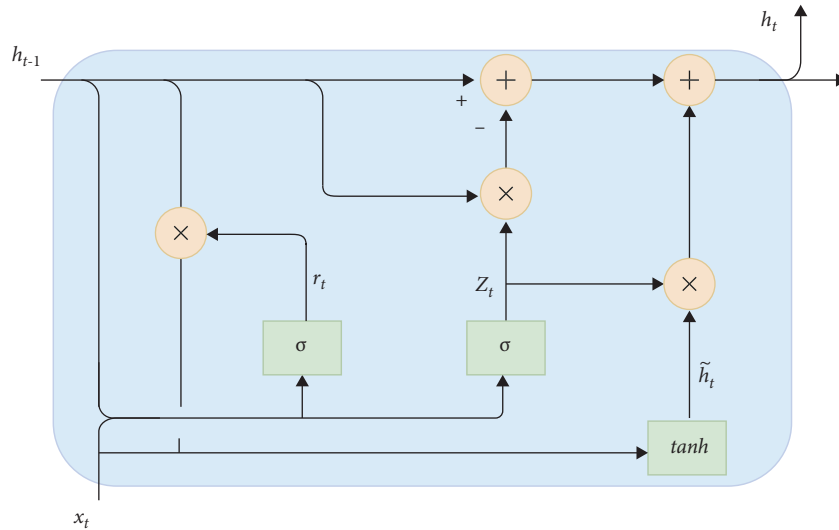 h_t
h_{t-1}
+
+
+
−
×
×
r_t
Z_t
×
σ
σ
h̃_t
tanh
x_t